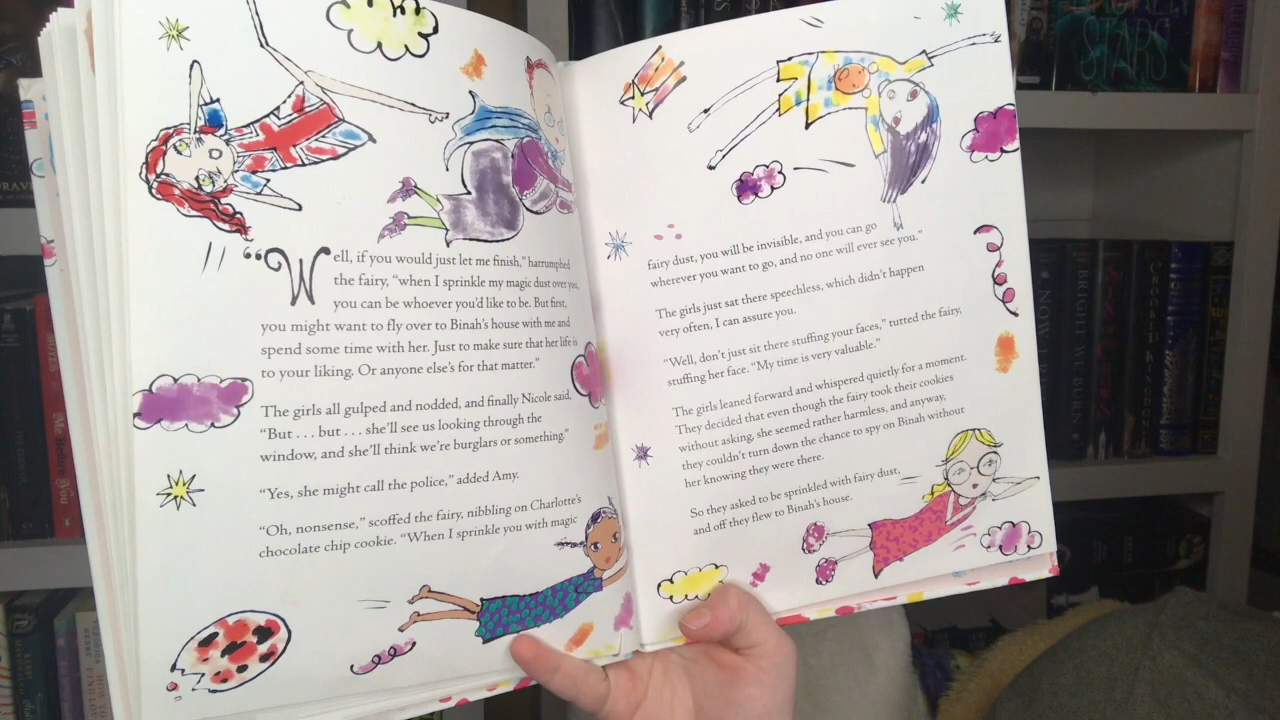 “Well, if you would just let me finish,” harrumphed
the fairy, “when I sprinkle my magic dust over you,
you can be whoever you’d like to be. But first,
you might want to fly over to Binah’s house with me and
spend some time with her. Just to make sure that her life is
to your liking. Or anyone else’s for that matter.”
The girls all gulped and nodded, and finally Nicole said,
“But . . . but . . . she’ll see us looking through the
window, and she’ll think we’re burglars or something.”
“Yes, she might call the police,” added Amy.
“Oh, nonsense,” scoffed the fairy, nibbling on Charlotte’s
chocolate chip cookie. “When I sprinkle you with magic
fairy dust, you will be invisible, and you can go
wherever you want to go, and no one will ever see you.”
The girls just sat there speechless, which didn’t happen
very often, I can assure you.
“Well, don’t just sit there stuffing your faces,” tutted the fairy,
stuffing her face. “My time is very valuable.”
The girls leaned forward and whispered quietly for a moment.
They decided that even though the fairy took their cookies
without asking, she seemed rather harmless, and anyway,
they couldn’t turn down the chance to spy on Binah without
her knowing they were there.
So they asked to be sprinkled with fairy dust,
and off they flew to Binah’s house.
STARS
NOW
BRIGHT WE BURN
CROOKED